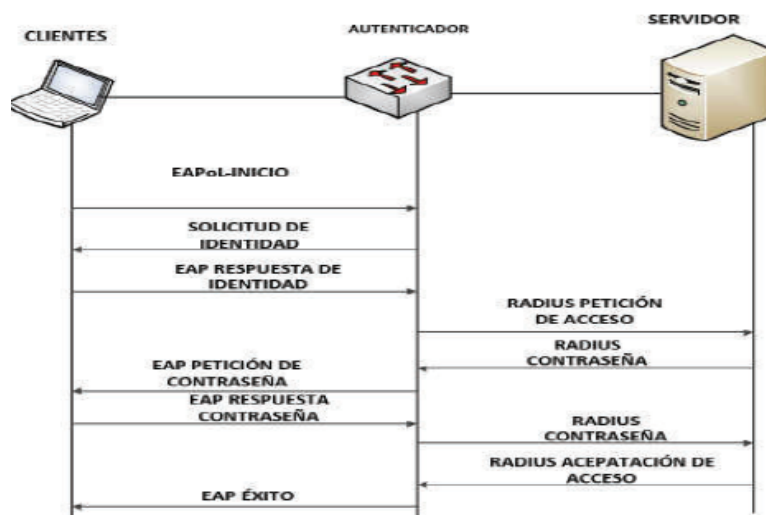 CLIENTES
AUTENTICADOR
SERVIDOR
EAPoL-INICIO
SOLICITUD DE
IDENTIDAD
EAP RESPUESTA DE
IDENTIDAD
RADIUS PETICIÓN
DE ACCESO
RADIUS
CONTRASEÑA
EAP PETICIÓN DE
CONTRASEÑA
EAP RESPUESTA
CONTRASEÑA
RADIUS
CONTRASEÑA
RADIUS ACEPATACIÓN DE
ACCESO
EAP ÉXITO